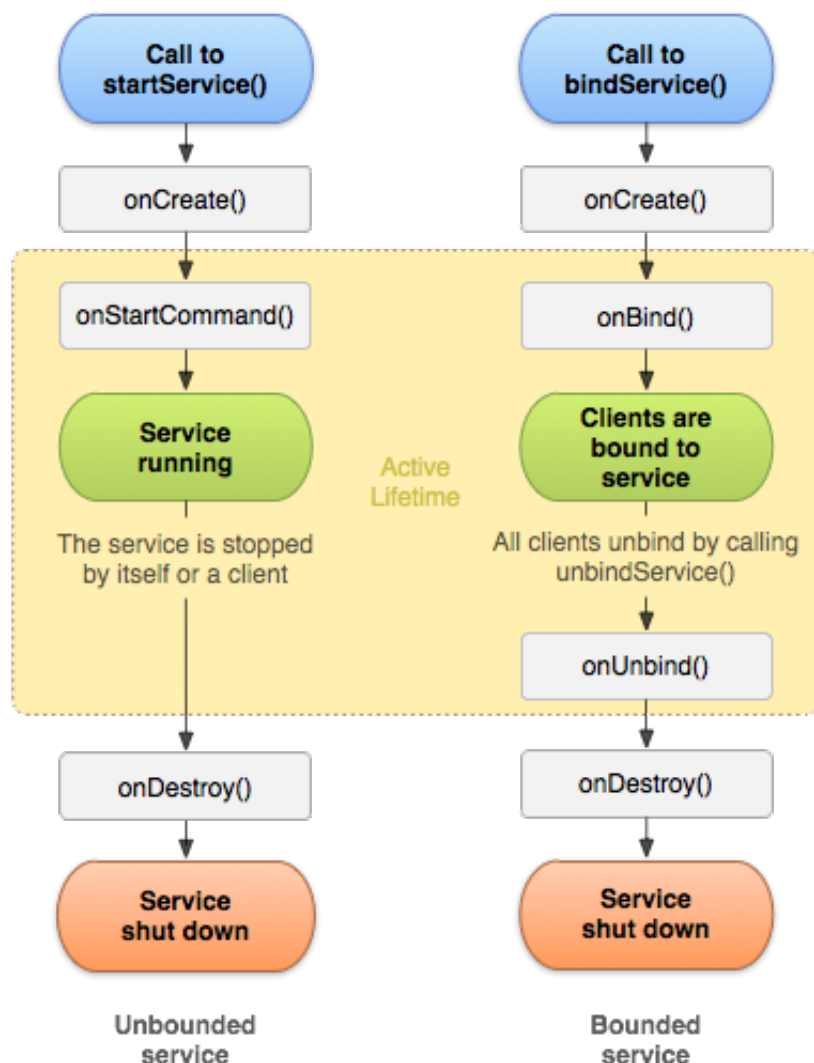 Call to
startService()
onCreate()
onStartCommand()
Service
running
The service is stopped
by itself or a client
onDestroy()
Service
shut down
Unbounded
service
Active
Lifetime
Call to
bindService()
onCreate()
onBind()
Clients are
bound to
service
All clients unbind by calling
unbindService()
onUnbind()
onDestroy()
Service
shut down
Bounded
service